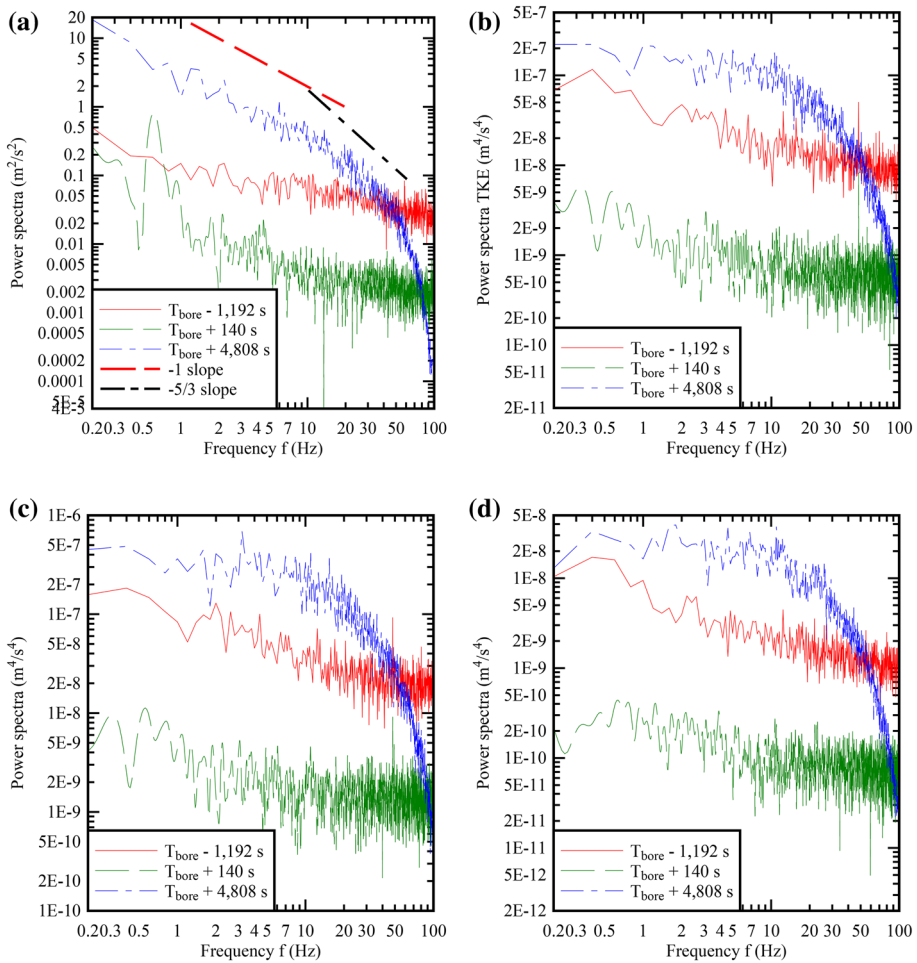 (a)
Power spectra (m²/s²)
20
10
5
2
1
0.5
0.2
0.1
0.05
0.02
0.01
0.005
0.002
0.001
0.0005
0.0002
0.0001
5E-5
4E-5
T_bore - 1,192 s
T_bore + 140 s
T_bore + 4,808 s
-1 slope
-5/3 slope
0.2 0.3 0.5 1 2 3 4 5 7 10 20 30 50 100
Frequency f (Hz)
(b)
Power spectra TKE (m⁴/s⁴)
5E-7
2E-7
1E-7
5E-8
2E-8
1E-8
5E-9
2E-9
1E-9
5E-10
2E-10
1E-10
5E-11
2E-11
T_bore - 1,192 s
T_bore + 140 s
T_bore + 4,808 s
0.2 0.3 0.5 1 2 3 4 5 7 10 20 30 50 100
Frequency f (Hz)
(c)
Power spectra (m⁴/s⁴)
1E-6
5E-7
2E-7
1E-7
5E-8
2E-8
1E-8
5E-9
2E-9
1E-9
5E-10
2E-10
1E-10
T_bore - 1,192 s
T_bore + 140 s
T_bore + 4,808 s
0.2 0.3 0.5 1 2 3 4 5 7 10 20 30 50 100
Frequency f (Hz)
(d)
Power spectra (m⁴/s⁴)
5E-8
2E-8
1E-8
5E-9
2E-9
1E-9
5E-10
2E-10
1E-10
5E-11
2E-11
1E-11
5E-12
2E-12
T_bore - 1,192 s
T_bore + 140 s
T_bore + 4,808 s
0.2 0.3 0.5 1 2 3 4 5 7 10 20 30 50 100
Frequency f (Hz)